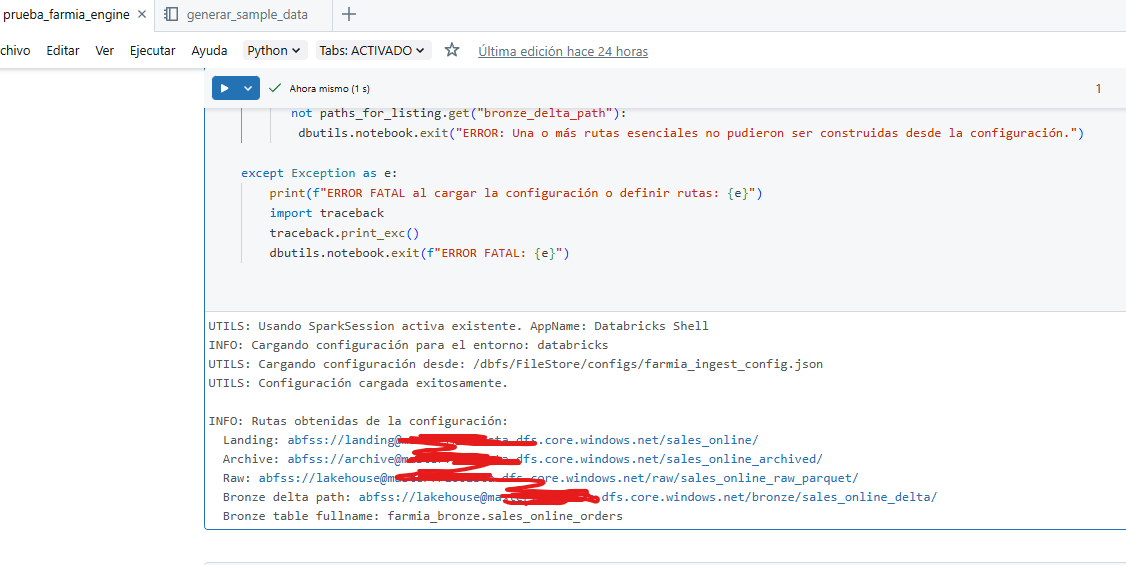 prueba_farmia_engine × generar_sample_data +
chivo Editar Ver Ejecutar Ayuda Python Tabs: ACTIVADO Última edición hace 24 horas
Ahora mismo (1 s) 1
not paths_for_listing.get("bronze_delta_path"):
dbutils.notebook.exit("ERROR: Una o más rutas esenciales no pudieron ser construidas desde la configuración.")
except Exception as e:
print(f"ERROR FATAL al cargar la configuración o definir rutas: {e}")
import traceback
traceback.print_exc()
dbutils.notebook.exit(f"ERROR FATAL: {e}")
UTILS: Usando SparkSession activa existente. AppName: Databricks Shell
INFO: Cargando configuración para el entorno: databricks
UTILS: Cargando configuración desde: /dbfs/FileStore/configs/farmia_ingest_config.json
UTILS: Configuración cargada exitosamente.
INFO: Rutas obtenidas de la configuración:
Landing: abfss://landing@ .dfs.core.windows.net/sales_online/
Archive: abfss://archive@ .dfs.core.windows.net/sales_online_archived/
Raw: abfss://lakehouse@ .dfs.core.windows.net/raw/sales_online_raw_parquet/
Bronze delta path: abfss://lakehouse@ .dfs.core.windows.net/bronze/sales_online_delta/
Bronze table fullname: farmia_bronze.sales_online_orders